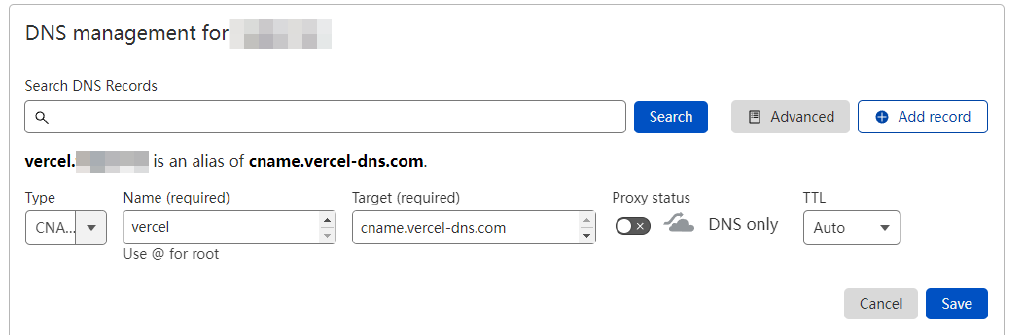 DNS management for
Search DNS Records
Search
Advanced
Add record
vercel. is an alias of cname.vercel-dns.com.
Type
Name (required)
Target (required)
Proxy status
TTL
CNA...
vercel
cname.vercel-dns.com
DNS only
Auto
Use @ for root
Cancel
Save